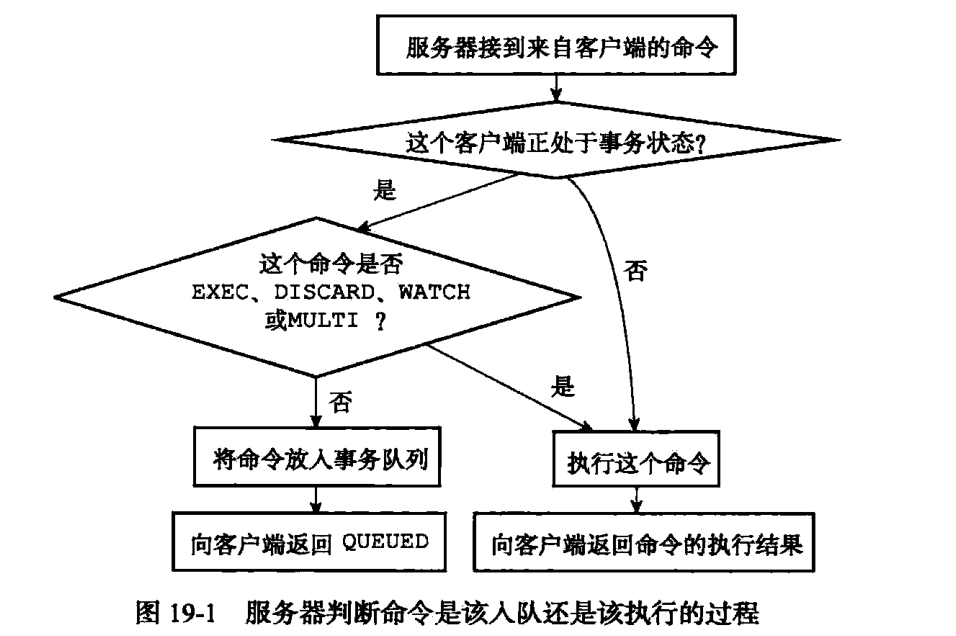 服务器接到来自客户端的命令
这个客户端正处于事务状态?
是
否
这个命令是否
EXEC、DISCARD、WATCH
或MULTI ?
是
否
将命令放入事务队列
执行这个命令
向客户端返回 QUEUED
向客户端返回命令的执行结果
图 19-1 服务器判断命令是该入队还是该执行的过程